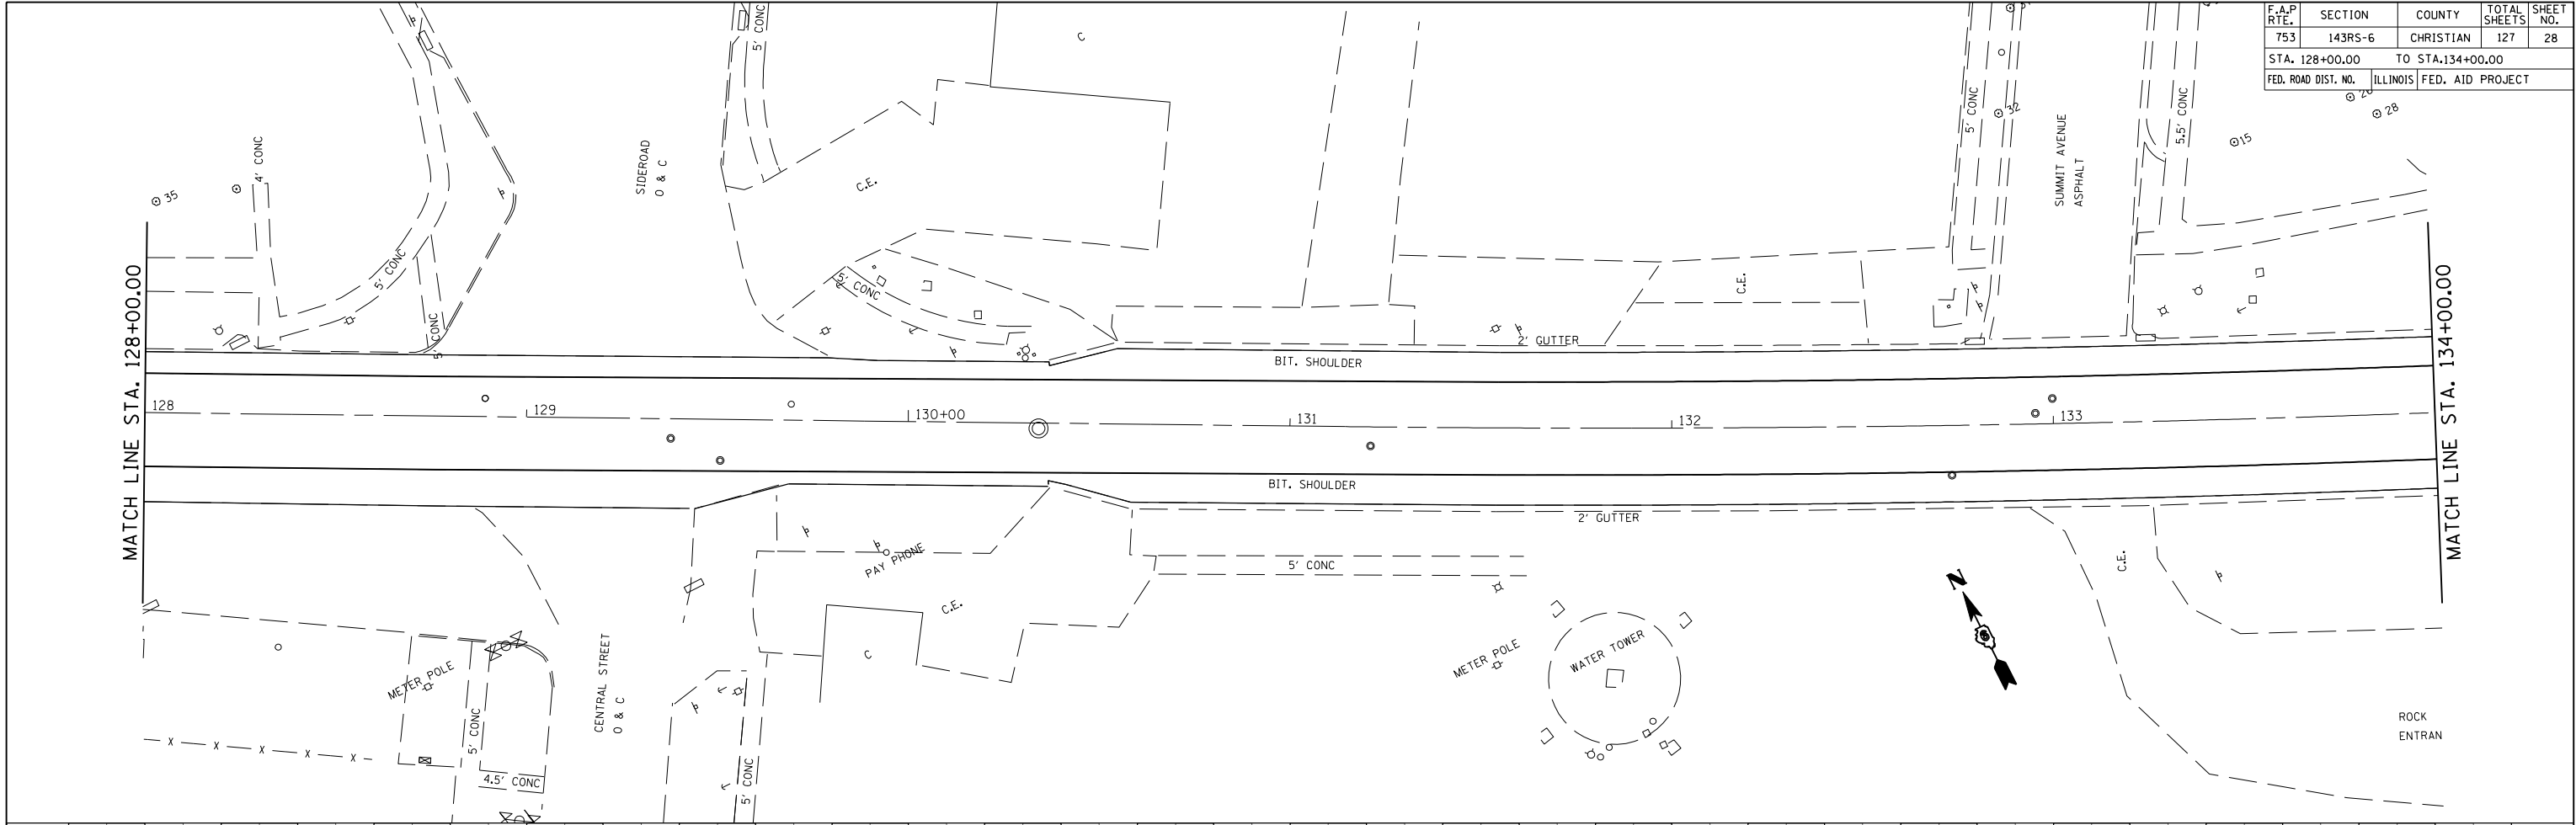 F.A.P RTE. SECTION COUNTY TOTAL SHEETS SHEET NO.
753 143RS-6 CHRISTIAN 127 28
STA. 128+00.00 TO STA.134+00.00
FED. ROAD DIST. NO. ILLINOIS FED. AID PROJECT
5' CONC
C
32
5' CONC
5.5' CONC
28
15
4' CONC
35
SIDEROAD
O & C
C.E.
SUMMIT AVENUE
ASPHALT
5' CONC
5' CONC
5' CONC
C.E.
2' GUTTER
BIT. SHOULDER
MATCH LINE STA. 128+00.00
MATCH LINE STA. 134+00.00
128
129
130+00
131
132
133
BIT. SHOULDER
2' GUTTER
PAY PHONE
5' CONC
C.E.
C.E.
N
CENTRAL STREET
O & C
C
METER POLE
METER POLE
WATER TOWER
5' CONC
X X X X X
4.5' CONC
5' CONC
ROCK
ENTRAN